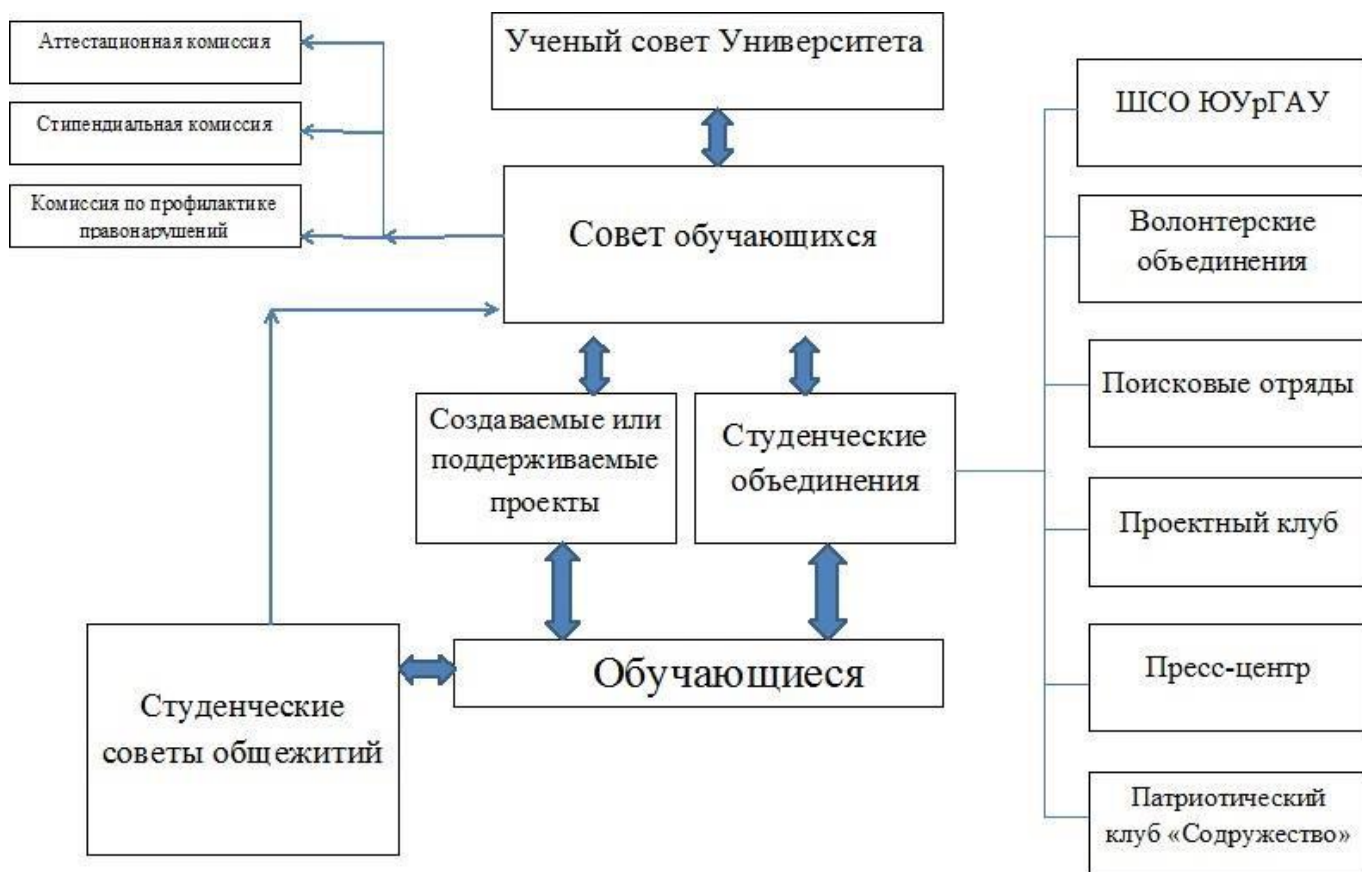 Аттестационная комиссия
Стипендиальная комиссия
Комиссия по профилактике
правонарушений
Ученый совет Университета
Совет обучающихся
Создаваемые или
поддерживаемые
проекты
Студенческие
объединения
Обучающиеся
Студенческие
советы общежитий
ШСО ЮУрГАУ
Волонтерские
объединения
Поисковые отряды
Проектный клуб
Пресс-центр
Патриотический
клуб «Содружество»